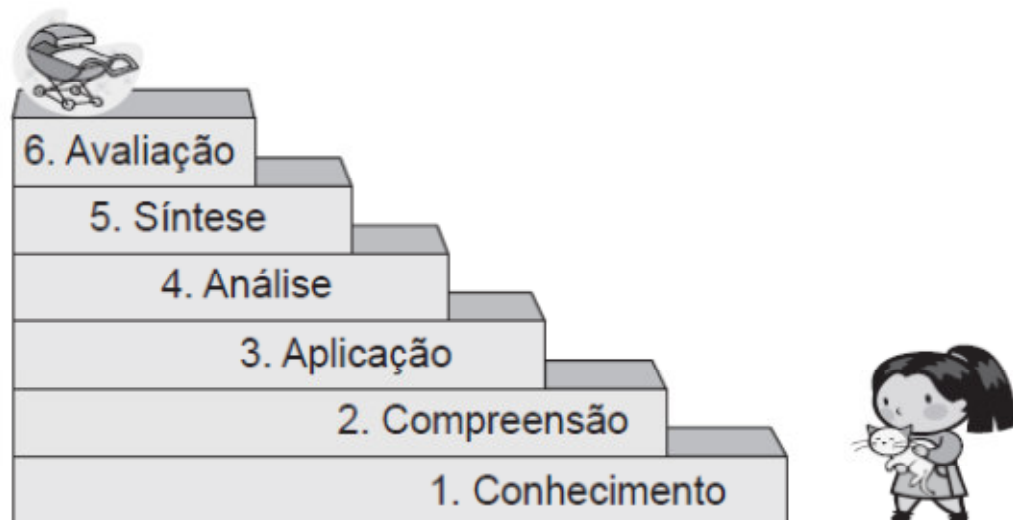 6. Avaliação
5. Síntese
4. Análise
3. Aplicação
2. Compreensão
1. Conhecimento